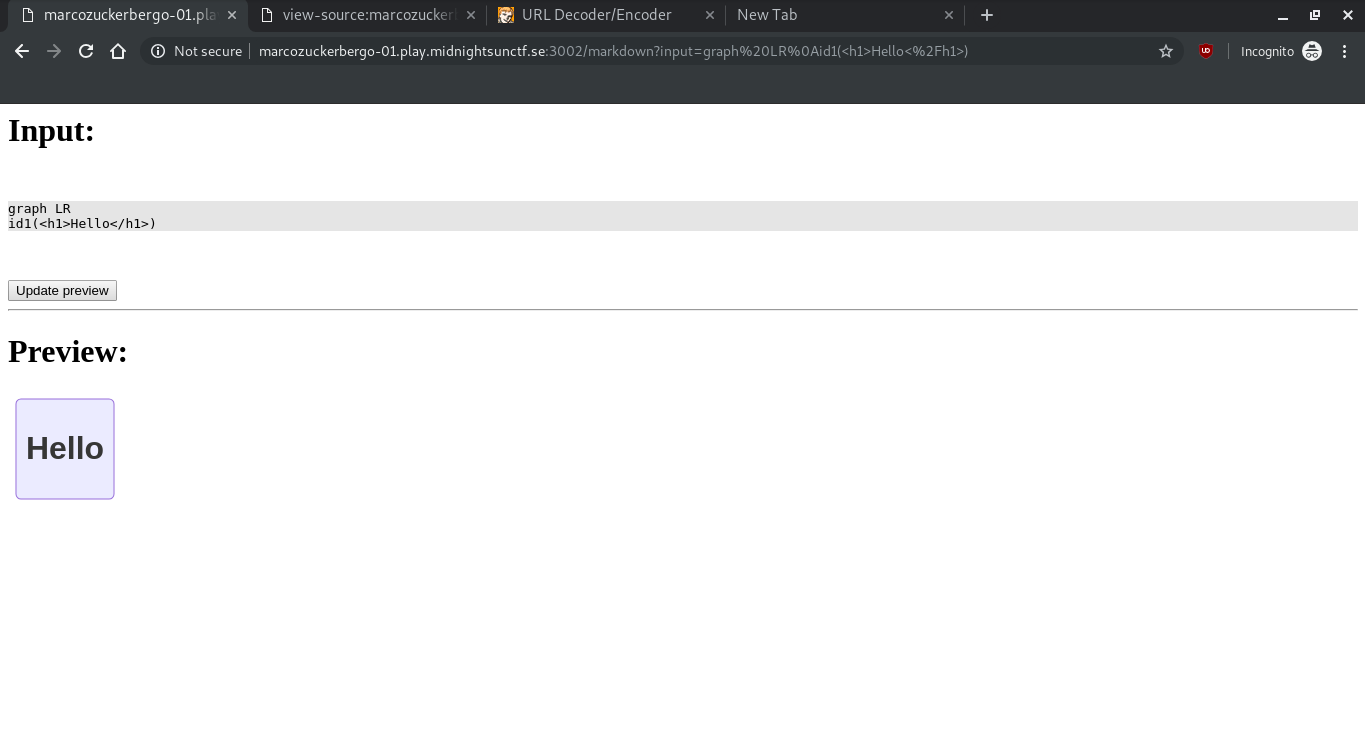 marcozuckerbergo-01.pla
view-source:marcozuckerb
URL Decoder/Encoder
New Tab
Not secure
marcozuckerbergo-01.play.midnightsunctf.se:3002/markdown?input=graph%20LR%0Aid1(<h1>Hello<%2Fh1>)
Incognito
Input:
graph LR
id1(<h1>Hello</h1>)
Update preview
Preview:
Hello